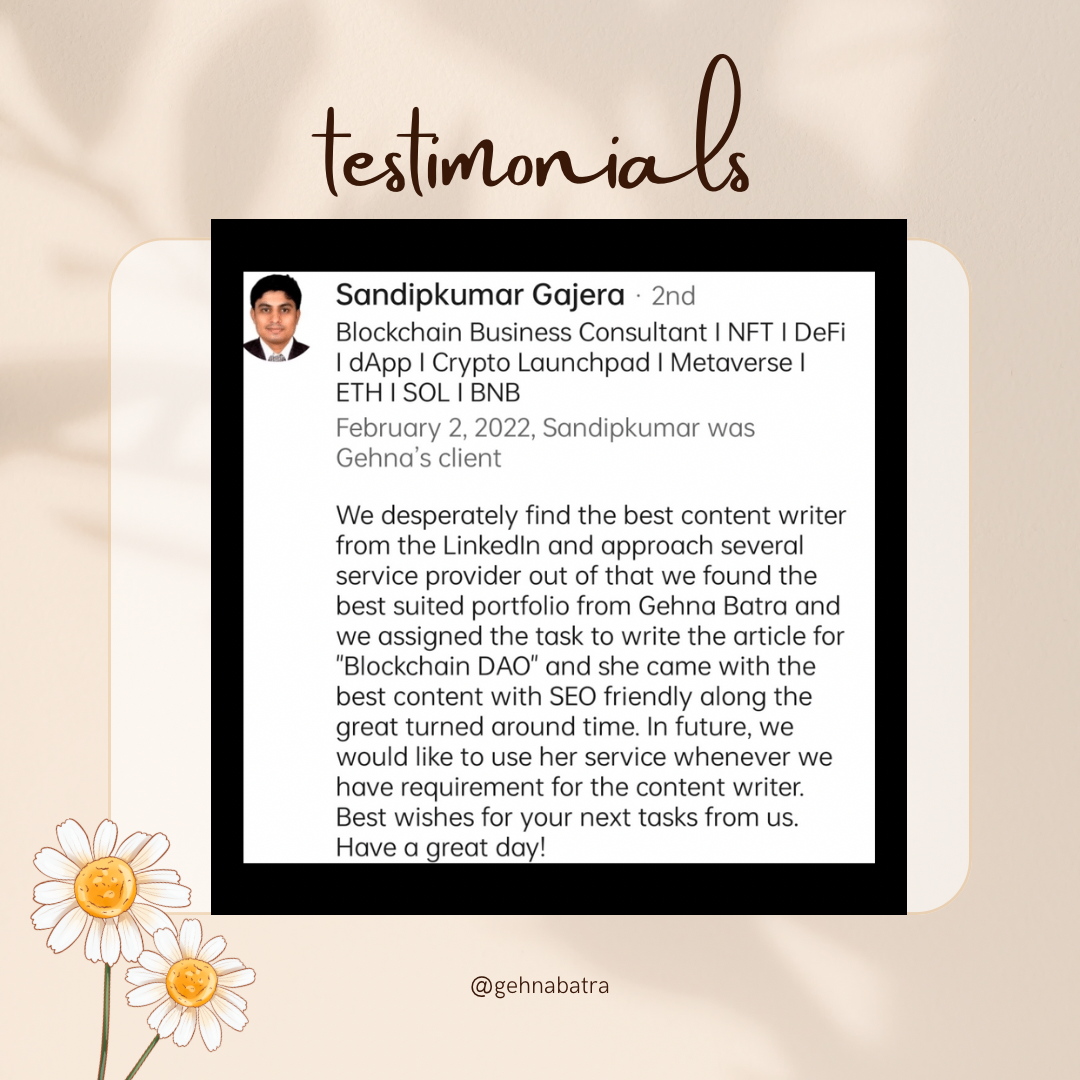 testimonials
Sandipkumar Gajera · 2nd
Blockchain Business Consultant I NFT I DeFi
I dApp I Crypto Launchpad I Metaverse I
ETH I SOL I BNB
February 2, 2022, Sandipkumar was
Gehna's client
We desperately find the best content writer
from the LinkedIn and approach several
service provider out of that we found the
best suited portfolio from Gehna Batra and
we assigned the task to write the article for
"Blockchain DAO" and she came with the
best content with SEO friendly along the
great turned around time. In future, we
would like to use her service whenever we
have requirement for the content writer.
Best wishes for your next tasks from us.
Have a great day!
@gehnabatra